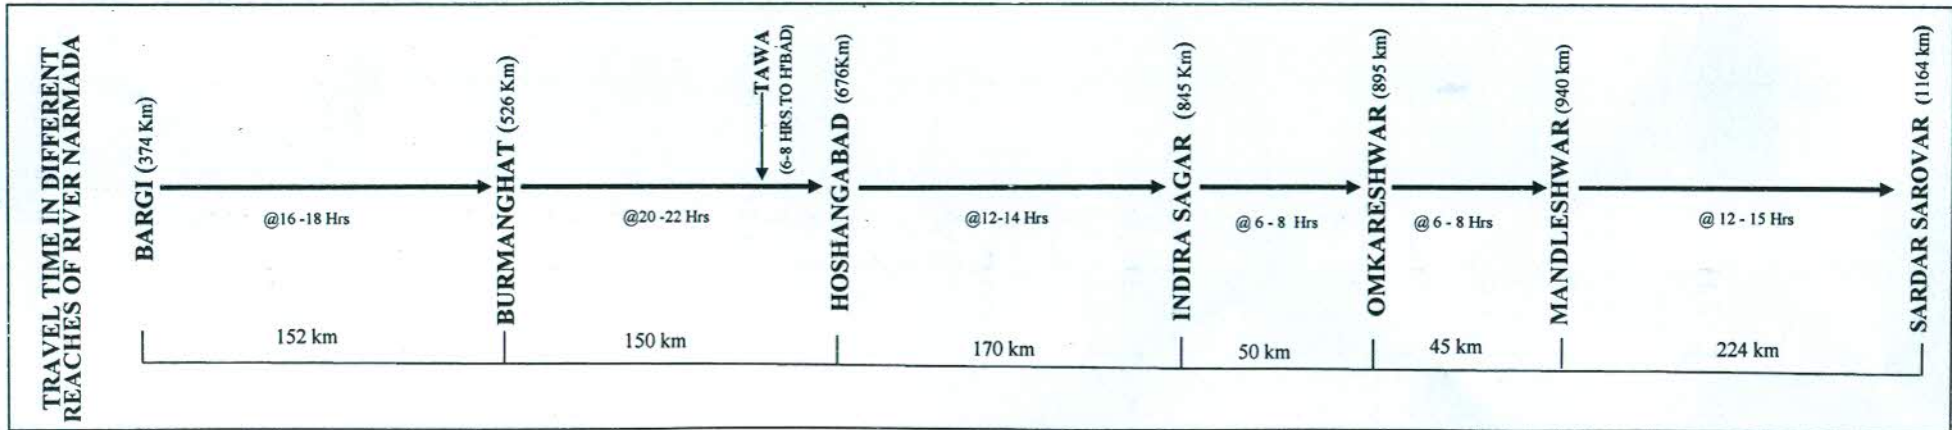 TRAVEL TIME IN DIFFERENT
REACHES OF RIVER NARMADA
BARGI (374 Km)
@16 -18 Hrs
152 km
BURMANGHAT (526 Km)
@20 -22 Hrs
150 km
TAWA
(6-8 HRS.TO H'BAD)
HOSHANGABAD (676Km)
@12-14 Hrs
170 km
INDIRA SAGAR (845 Km)
@ 6 - 8 Hrs
50 km
OMKARESHWAR (895 km)
@ 6 - 8 Hrs
45 km
MANDLESHWAR (940 km)
@ 12 - 15 Hrs
224 km
SARDAR SAROVAR (1164 km)